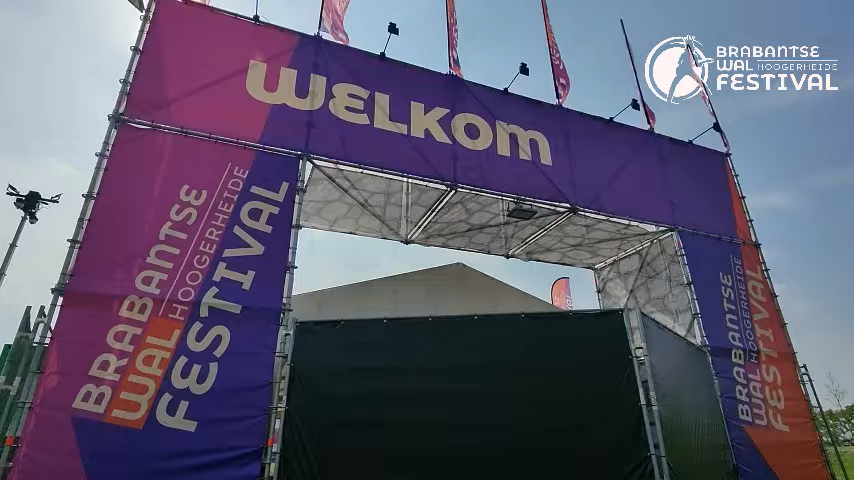 WELKOM
BRABANTSE
WAL HOOGERHEIDE
FESTIVAL
BRABANTSE
WAL HOOGERHEIDE
FESTIVAL
BRABANTSE
WAL HOOGERHEIDE
FESTIVAL